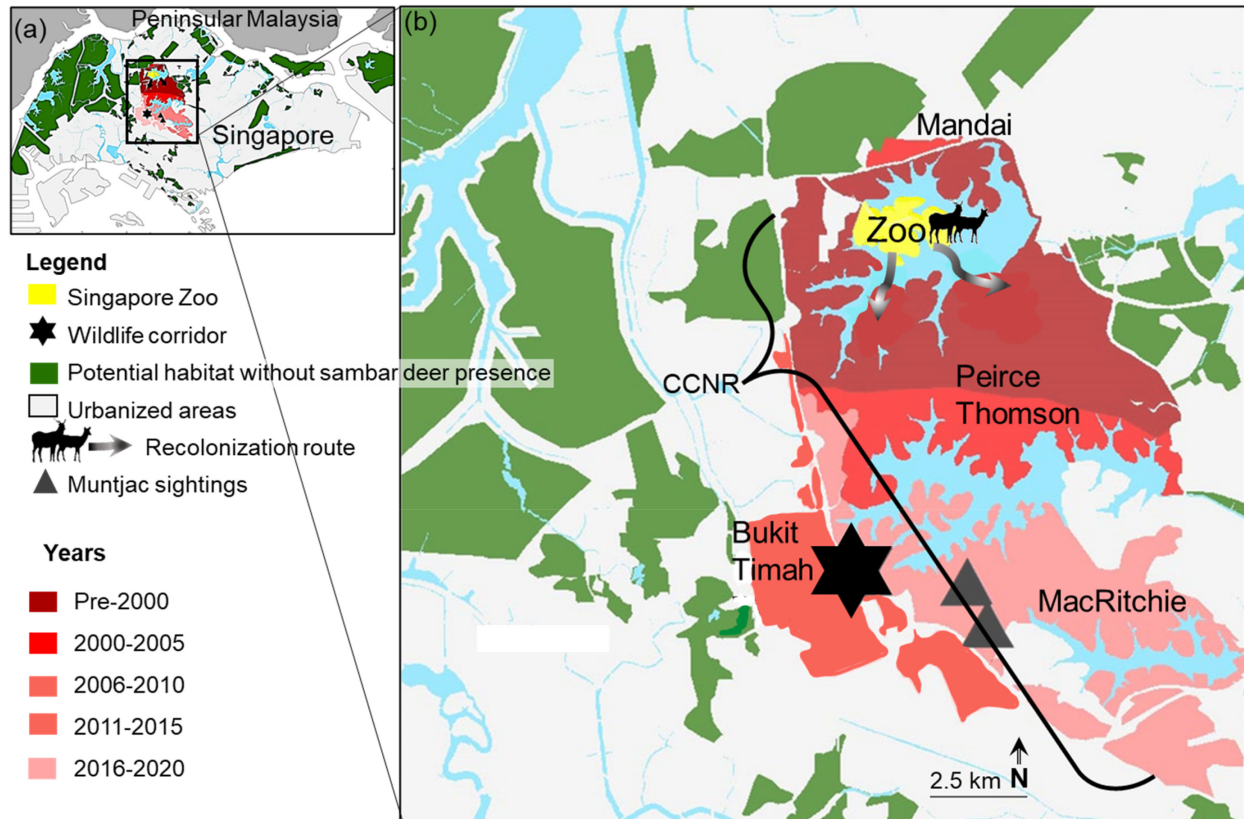 (a)
Peninsular Malaysia
Singapore
Legend
Singapore Zoo
Wildlife corridor
Potential habitat without sambar deer presence
Urbanized areas
Recolonization route
Muntjac sightings
Years
Pre-2000
2000-2005
2006-2010
2011-2015
2016-2020
(b)
Mandai
Zoo
CCNR
Peirce
Thomson
Bukit
Timah
MacRitchie
2.5 km
N